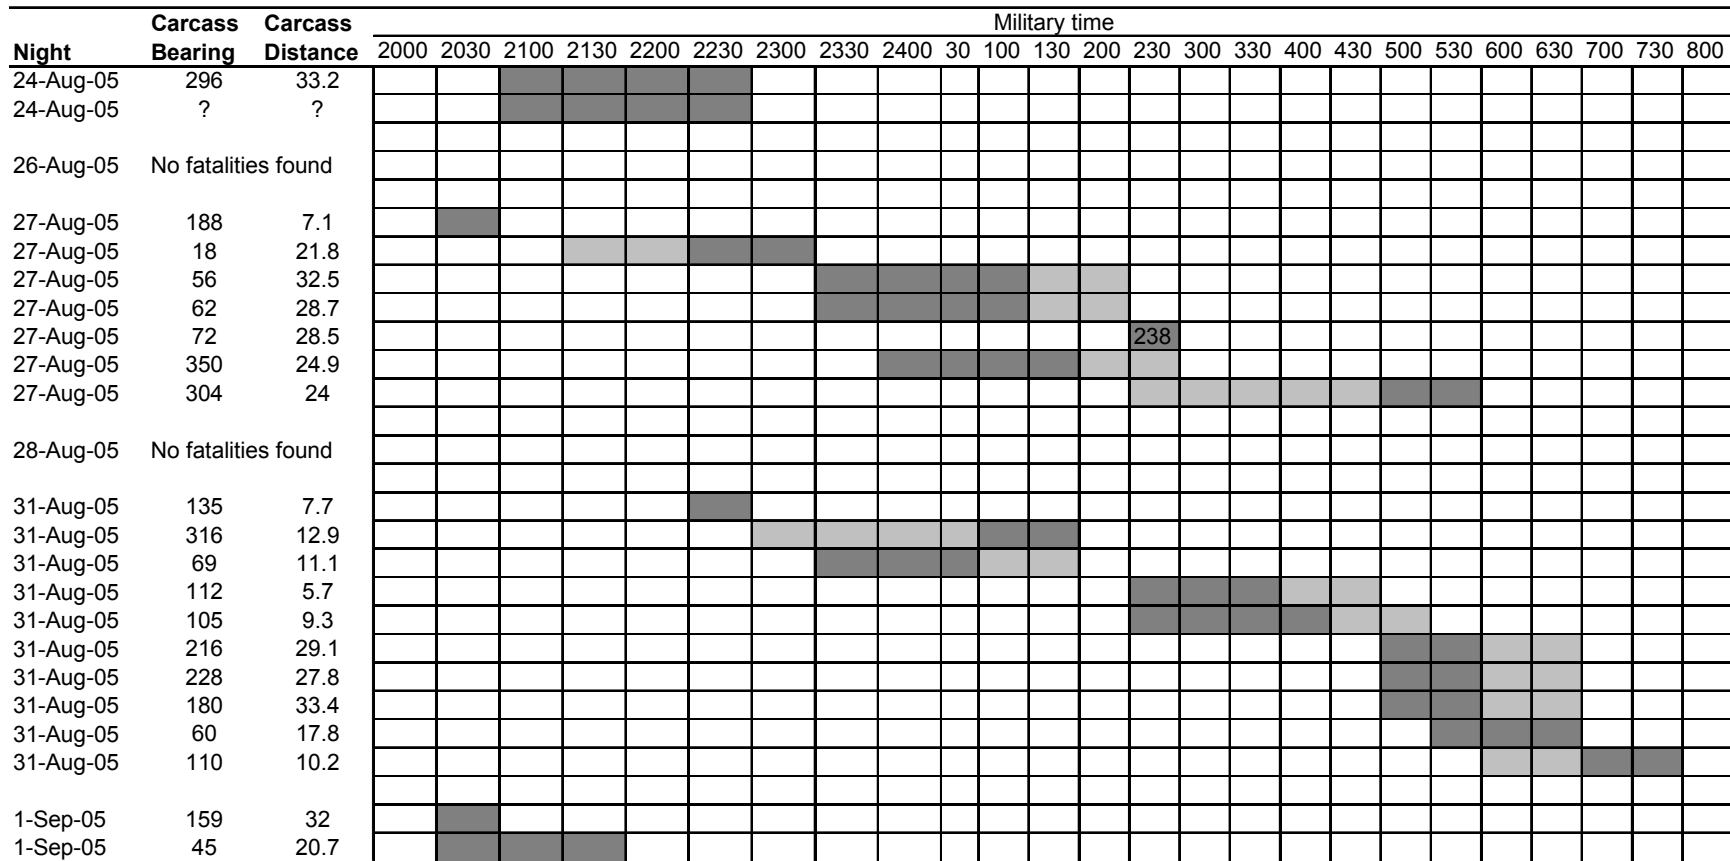 Carcass Carcass Military time
Night Bearing Distance 2000 2030 2100 2130 2200 2230 2300 2330 2400 30 100 130 200 230 300 330 400 430 500 530 600 630 700 730 800
24-Aug-05 296 33.2
24-Aug-05 ? ?
26-Aug-05 No fatalities found
27-Aug-05 188 7.1
27-Aug-05 18 21.8
27-Aug-05 56 32.5
27-Aug-05 62 28.7
27-Aug-05 72 28.5 238
27-Aug-05 350 24.9
27-Aug-05 304 24
28-Aug-05 No fatalities found
31-Aug-05 135 7.7
31-Aug-05 316 12.9
31-Aug-05 69 11.1
31-Aug-05 112 5.7
31-Aug-05 105 9.3
31-Aug-05 216 29.1
31-Aug-05 228 27.8
31-Aug-05 180 33.4
31-Aug-05 60 17.8
31-Aug-05 110 10.2
1-Sep-05 159 32
1-Sep-05 45 20.7